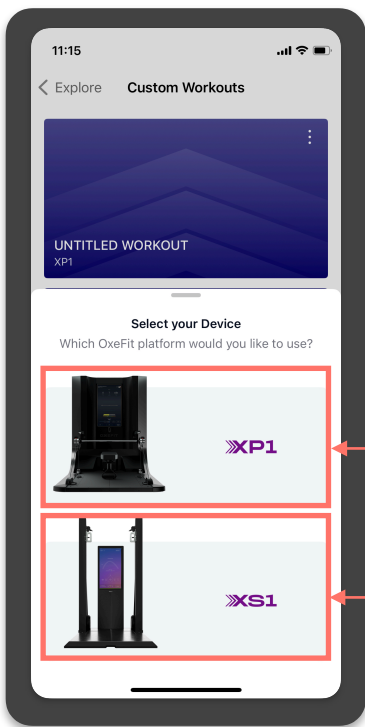 11:15
Explore
Custom Workouts
UNTITLED WORKOUT
XP1
Select your Device
Which OxeFit platform would you like to use?
XP1
XS1